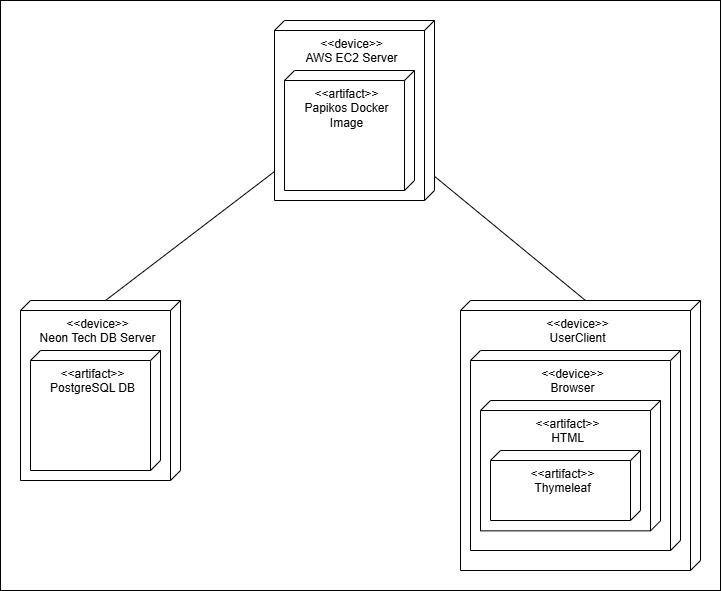 <<device>>
AWS EC2 Server
<<artifact>>
Papikos Docker
Image
<<device>>
Neon Tech DB Server
<<artifact>>
PostgreSQL DB
<<device>>
UserClient
<<device>>
Browser
<<artifact>>
HTML
<<artifact>>
Thymeleaf